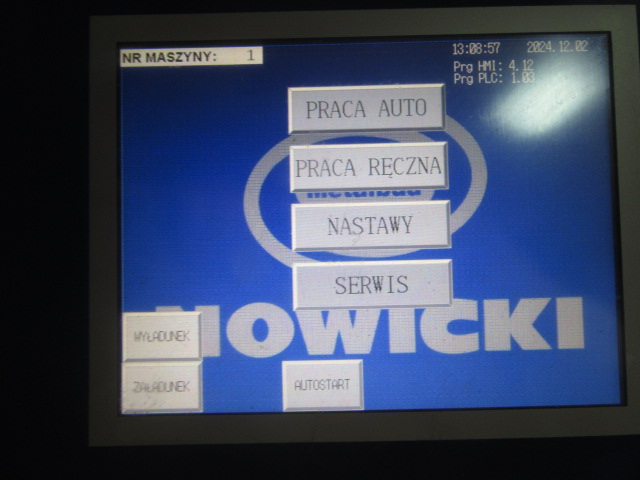 NR MASZYNY: 1
13:08:57 2024.12.02
Prg HMI: 4.12
Prg PLC: 1.03
PRACA AUTO
PRACA RĘCZNA
metalbud
NASTAWY
SERWIS
NOWICKI
WYŁADUNEK
ZAŁADUNEK
AUTOSTART